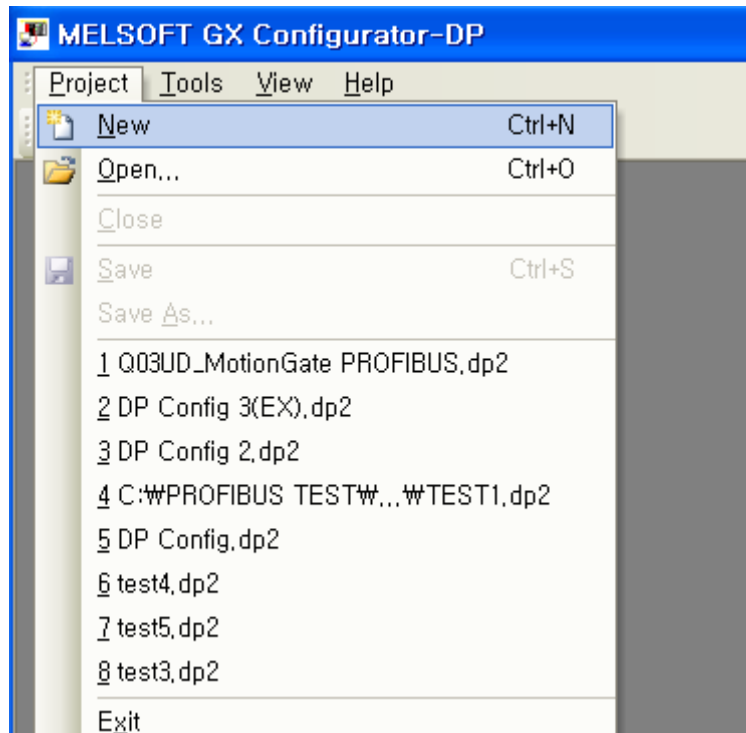 MELSOFT GX Configurator-DP
Project Tools View Help
New Ctrl+N
Open... Ctrl+O
Close
Save Ctrl+S
Save As...
1 Q03UD_MotionGate PROFIBUS.dp2
2 DP Config 3(EX).dp2
3 DP Config 2.dp2
4 C:₩PROFIBUS TEST₩...₩TEST1.dp2
5 DP Config.dp2
6 test4.dp2
7 test5.dp2
8 test3.dp2
Exit